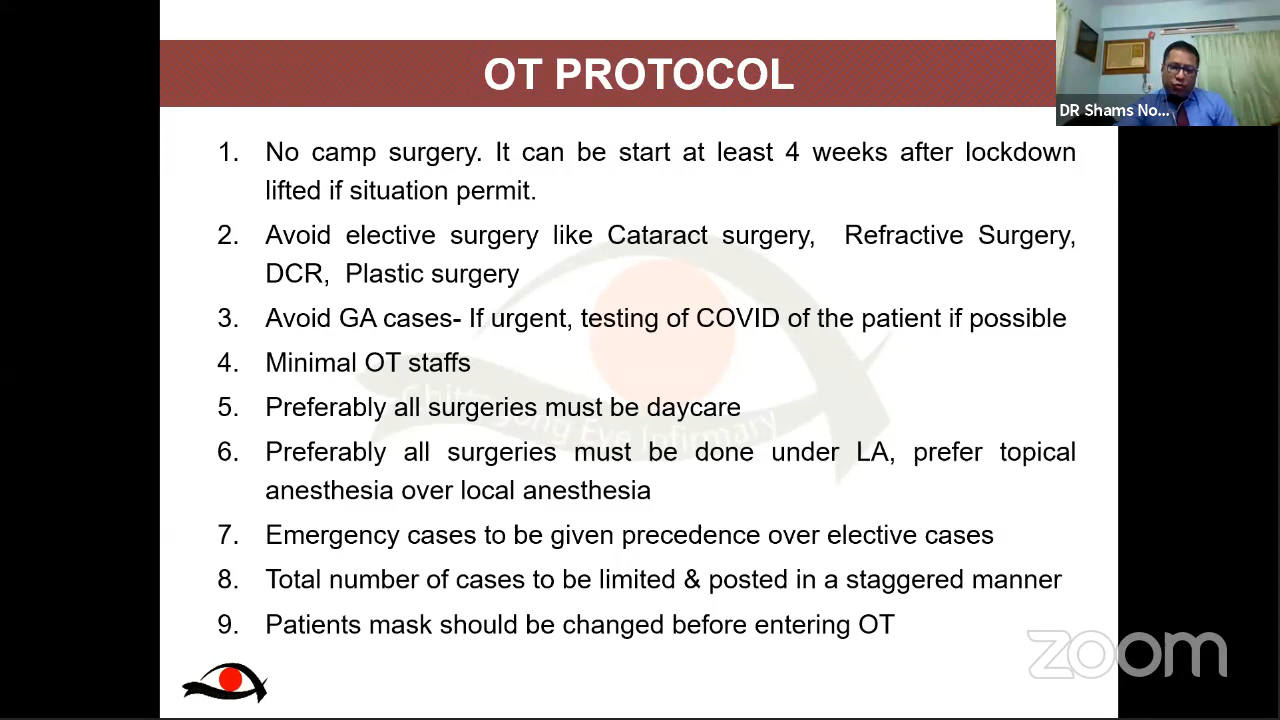 OT PROTOCOL
DR Shams No...
1. No camp surgery. It can be start at least 4 weeks after lockdown
lifted if situation permit.
2. Avoid elective surgery like Cataract surgery, Refractive Surgery,
DCR, Plastic surgery
3. Avoid GA cases- If urgent, testing of COVID of the patient if possible
4. Minimal OT staffs
5. Preferably all surgeries must be daycare
6. Preferably all surgeries must be done under LA, prefer topical
anesthesia over local anesthesia
7. Emergency cases to be given precedence over elective cases
8. Total number of cases to be limited & posted in a staggered manner
9. Patients mask should be changed before entering OT
Chittagong Eye Infirmary
zoom